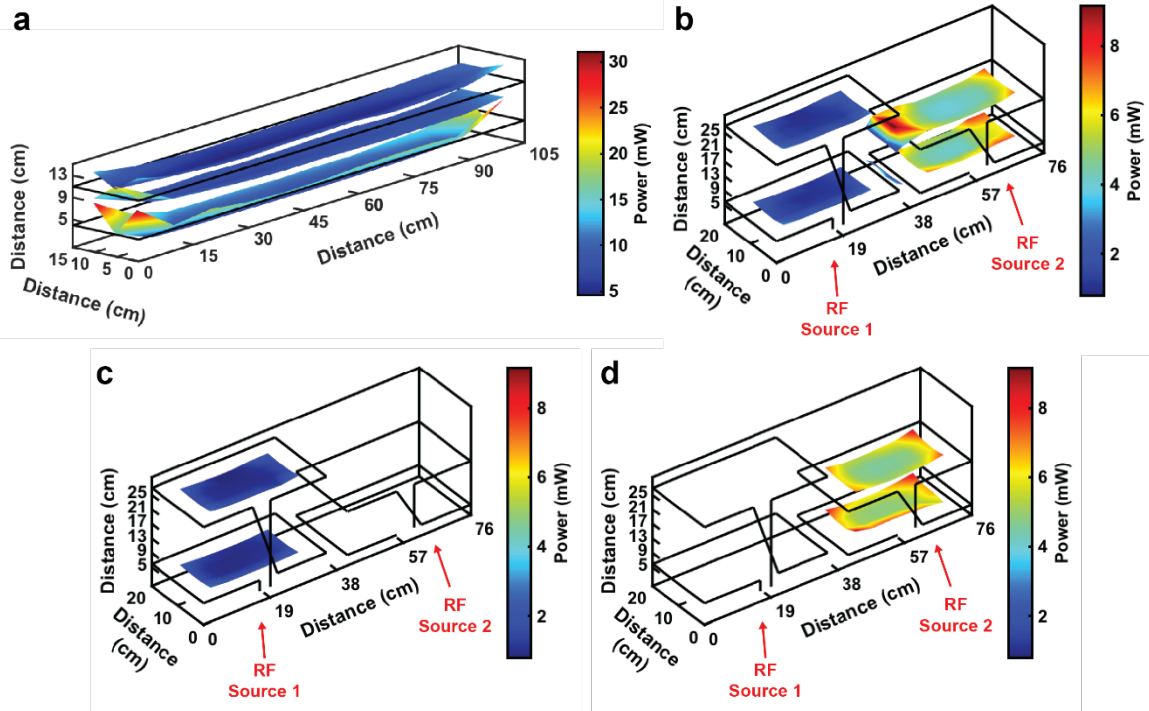 a
Distance (cm)
13
9
5
15 10 5 0
Distance (cm)
0 15 30 45 60 75 90 105
Distance (cm)
30
25
20
15
10
5
Power (mW)
b
Distance (cm)
25
21
17
13
9
5
20
10
0
Distance
(cm)
0 19 38 57 76
Distance (cm)
RF
Source 1
RF
Source 2
8
6
4
2
Power (mW)
c
Distance (cm)
25
21
17
13
9
5
20
10
0
Distance
(cm)
0 19 38 57 76
Distance (cm)
RF
Source 1
RF
Source 2
8
6
4
2
Power (mW)
d
Distance (cm)
25
21
17
13
9
5
20
10
0
Distance
(cm)
0 19 38 57 76
Distance (cm)
RF
Source 1
RF
Source 2
8
6
4
2
Power (mW)